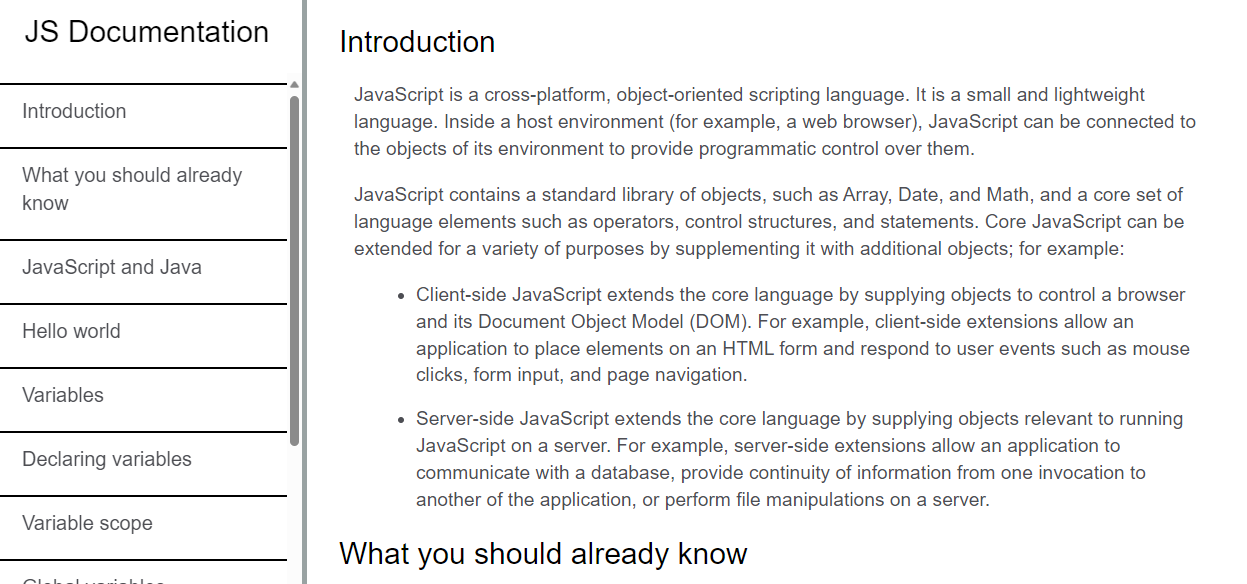 JS Documentation
Introduction
What you should already
know
JavaScript and Java
Hello world
Variables
Declaring variables
Variable scope
Global variables
Introduction
JavaScript is a cross-platform, object-oriented scripting language. It is a small and lightweight
language. Inside a host environment (for example, a web browser), JavaScript can be connected to
the objects of its environment to provide programmatic control over them.
JavaScript contains a standard library of objects, such as Array, Date, and Math, and a core set of
language elements such as operators, control structures, and statements. Core JavaScript can be
extended for a variety of purposes by supplementing it with additional objects; for example:
• Client-side JavaScript extends the core language by supplying objects to control a browser
and its Document Object Model (DOM). For example, client-side extensions allow an
application to place elements on an HTML form and respond to user events such as mouse
clicks, form input, and page navigation.
• Server-side JavaScript extends the core language by supplying objects relevant to running
JavaScript on a server. For example, server-side extensions allow an application to
communicate with a database, provide continuity of information from one invocation to
another of the application, or perform file manipulations on a server.
What you should already know